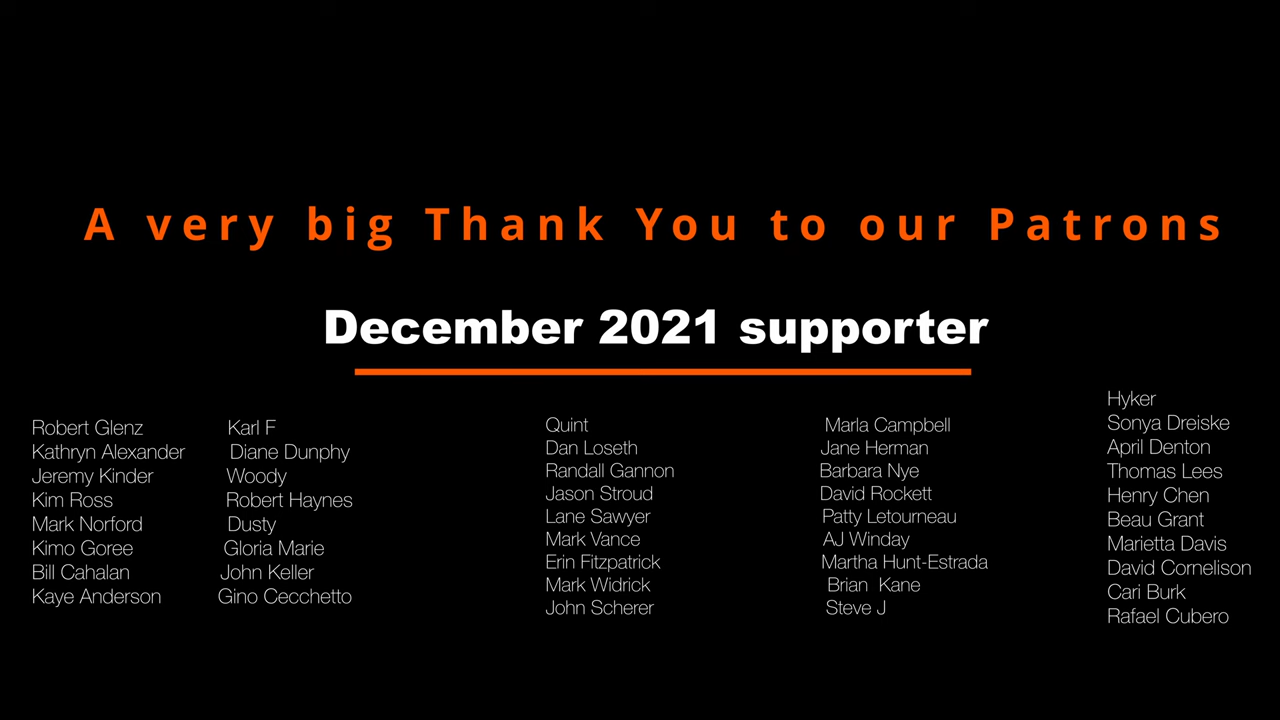 A very big Thank You to our Patrons
December 2021 supporter
Robert Glenz
Kathryn Alexander
Jeremy Kinder
Kim Ross
Mark Norford
Kimo Goree
Bill Cahalan
Kaye Anderson
Karl F
Diane Dunphy
Woody
Robert Haynes
Dusty
Gloria Marie
John Keller
Gino Cecchetto
Quint
Dan Loseth
Randall Gannon
Jason Stroud
Lane Sawyer
Mark Vance
Erin Fitzpatrick
Mark Widrick
John Scherer
Marla Campbell
Jane Herman
Barbara Nye
David Rockett
Patty Letourneau
AJ Winday
Martha Hunt-Estrada
Brian  Kane
Steve J
Hyker
Sonya Dreiske
April Denton
Thomas Lees
Henry Chen
Beau Grant
Marietta Davis
David Cornelison
Cari Burk
Rafael Cubero